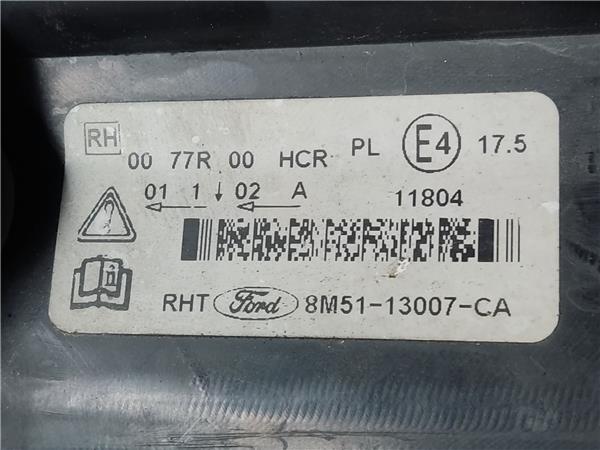 RH 00 77R 00 HCR PL E4 17.5
01 1 ↓ 02 A 11804
← ←
RHT Ford 8M51-13007-CA